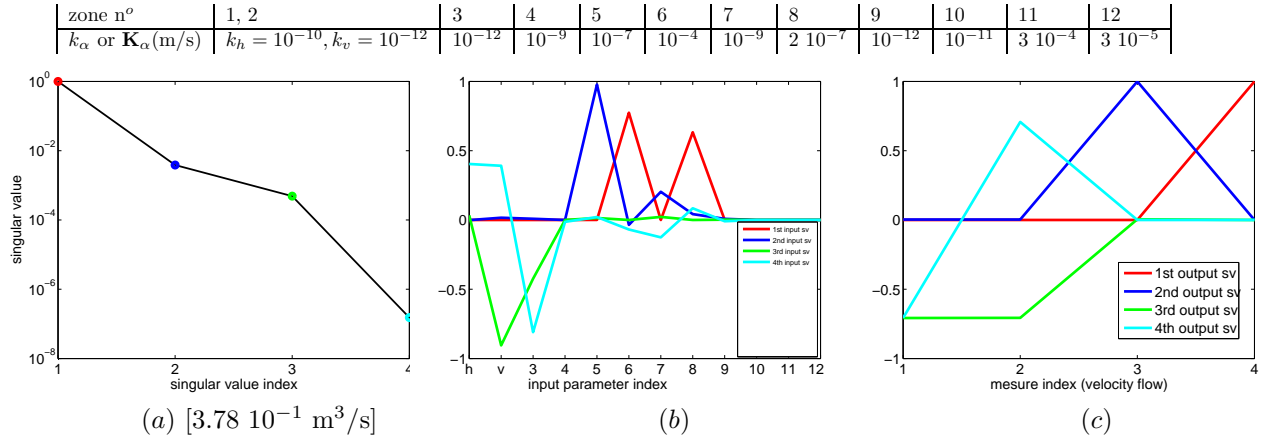 zone nᵒ 1, 2 3 4 5 6 7 8 9 10 11 12
k_α or K_α(m/s) k_h = 10⁻¹⁰, k_v = 10⁻¹² 10⁻¹² 10⁻⁹ 10⁻⁷ 10⁻⁴ 10⁻⁹ 2 10⁻⁷ 10⁻¹² 10⁻¹¹ 3 10⁻⁴ 3 10⁻⁵
10⁰
10⁻²
10⁻⁴
10⁻⁶
10⁻⁸
singular value
1 2 3 4
singular value index
(a) [3.78 10⁻¹ m³/s]
1
0.5
0
−0.5
−1
1st input sv
2nd input sv
3rd input sv
4th input sv
h v 3 4 5 6 7 8 9 10 11 12
input parameter index
(b)
1
0.5
0
−0.5
−1
1st output sv
2nd output sv
3rd output sv
4th output sv
1 2 3 4
mesure index (velocity flow)
(c)